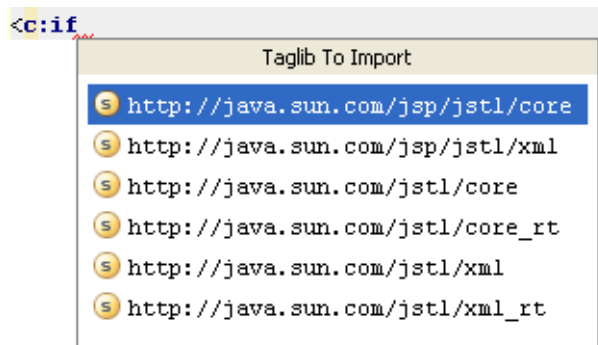 <c:if
Taglib To Import
s http://java.sun.com/jsp/jstl/core
s http://java.sun.com/jsp/jstl/xml
s http://java.sun.com/jstl/core
s http://java.sun.com/jstl/core_rt
s http://java.sun.com/jstl/xml
s http://java.sun.com/jstl/xml_rt